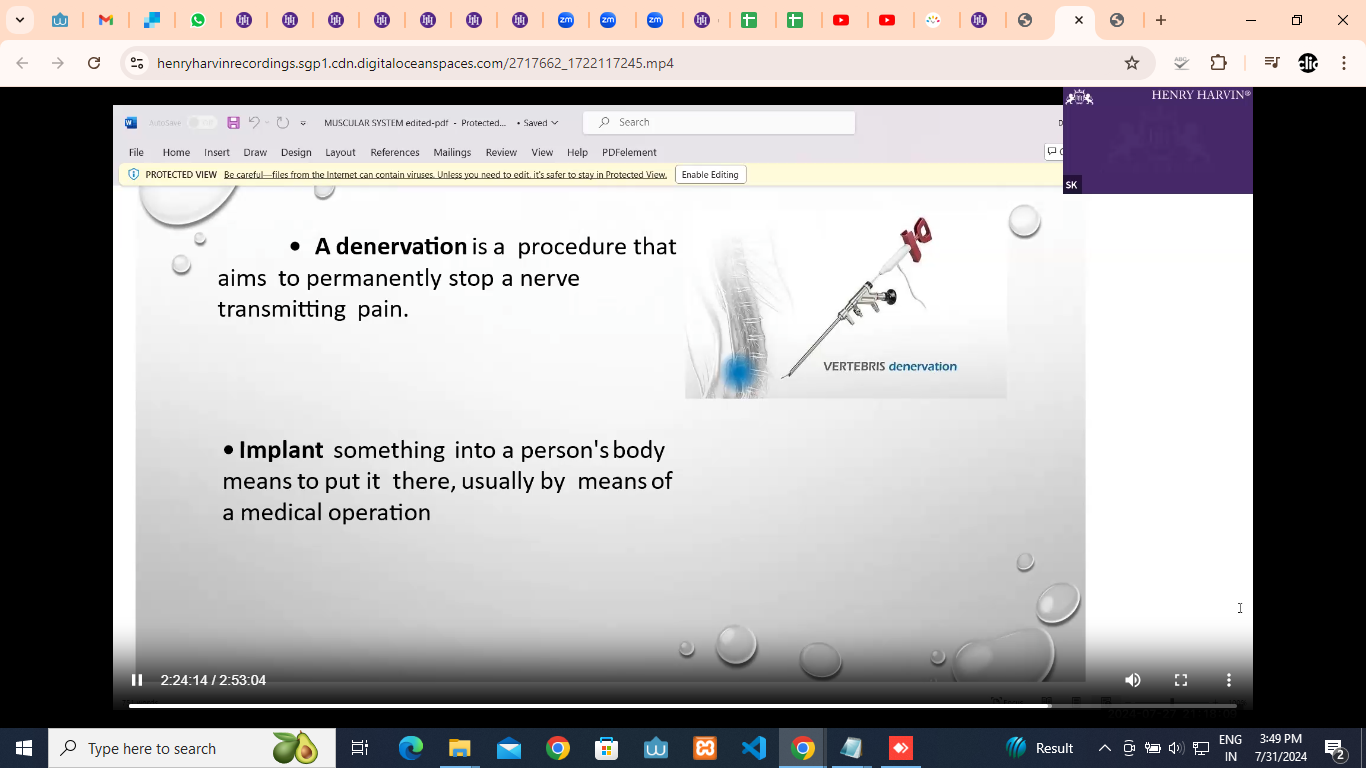 henryharvinrecordings.sgp1.cdn.digitaloceanspaces.com/2717662_1722117245.mp4
ABC
clic
HENRY HARVIN®
AutoSave
MUSCULAR SYSTEM edited-pdf - Protected... • Saved
Search
File Home Insert Draw Design Layout References Mailings Review View Help PDFelement
PROTECTED VIEW Be careful—files from the Internet can contain viruses. Unless you need to edit, it's safer to stay in Protected View. Enable Editing
SK
• A denervation is a procedure that
aims to permanently stop a nerve
transmitting pain.
VERTEBRIS denervation
• Implant something into a person's body
means to put it there, usually by means of
a medical operation
2:24:14 / 2:53:04
Type here to search
Result
ENG
IN
3:49 PM
7/31/2024
2